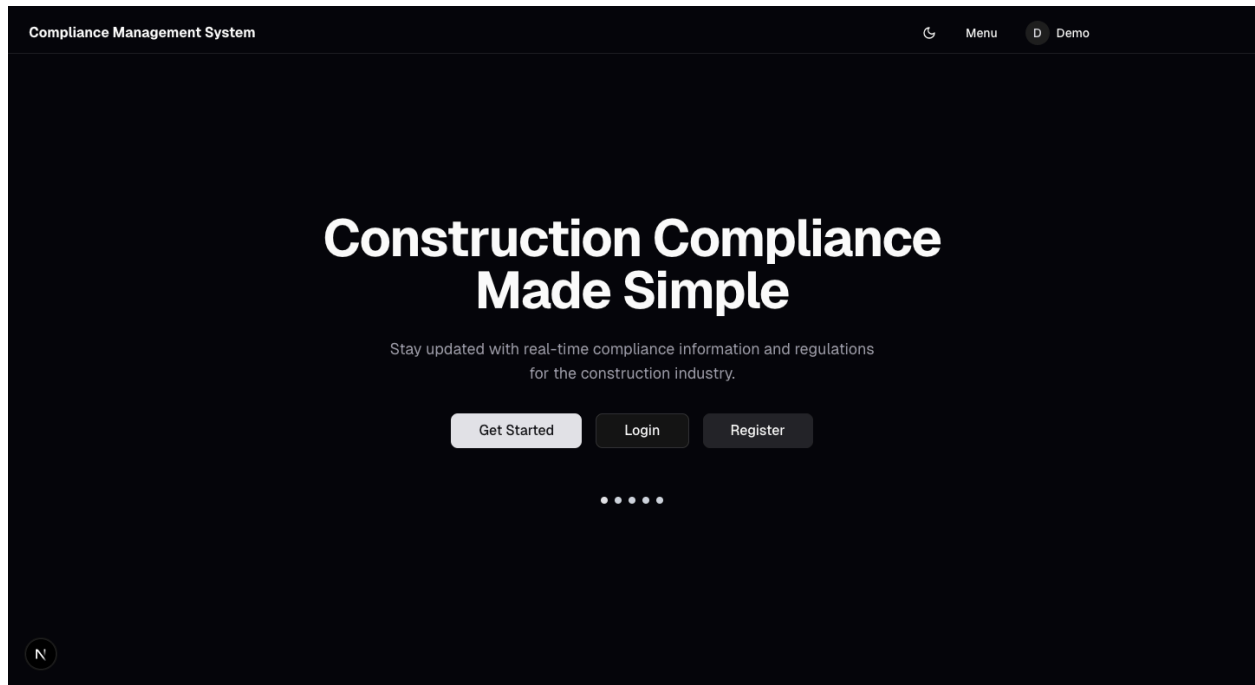 Compliance Management System
Menu
D Demo
Construction Compliance
Made Simple
Stay updated with real-time compliance information and regulations
for the construction industry.
Get Started
Login
Register
N